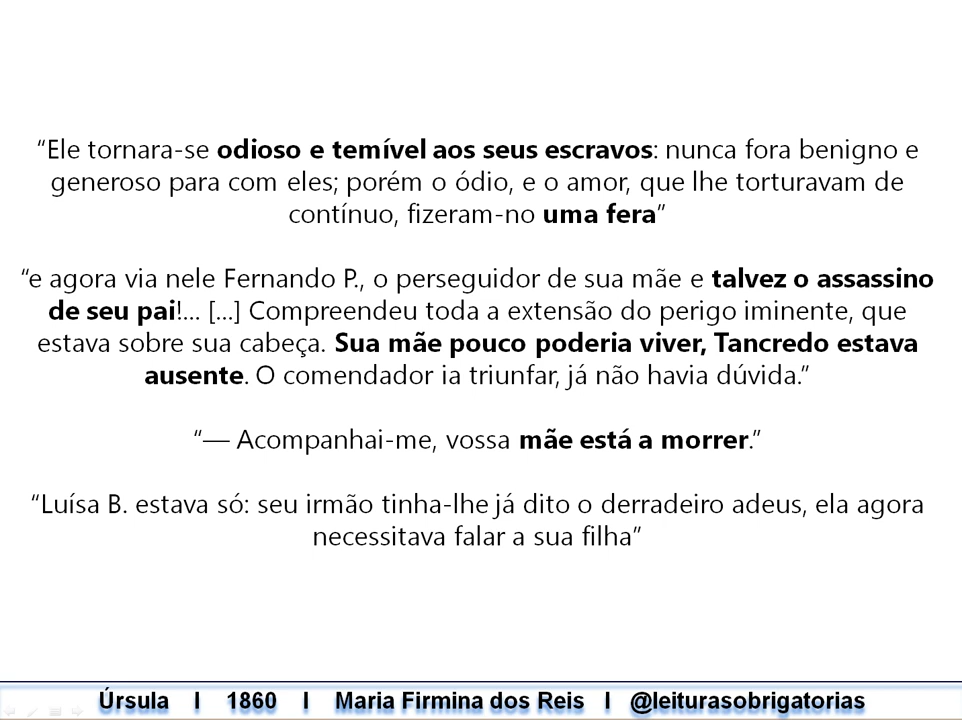 “Ele tornara-se odioso e temível aos seus escravos: nunca fora benigno e
generoso para com eles; porém o ódio, e o amor, que lhe torturavam de
contínuo, fizeram-no uma fera”
“e agora via nele Fernando P., o perseguidor de sua mãe e talvez o assassino
de seu pai!... [...] Compreendeu toda a extensão do perigo iminente, que
estava sobre sua cabeça. Sua mãe pouco poderia viver, Tancredo estava
ausente. O comendador ia triunfar, já não havia dúvida.”
“— Acompanhai-me, vossa mãe está a morrer.”
“Luísa B. estava só: seu irmão tinha-lhe já dito o derradeiro adeus, ela agora
necessitava falar a sua filha”
Úrsula I 1860 I Maria Firmina dos Reis I @leiturasobrigatorias